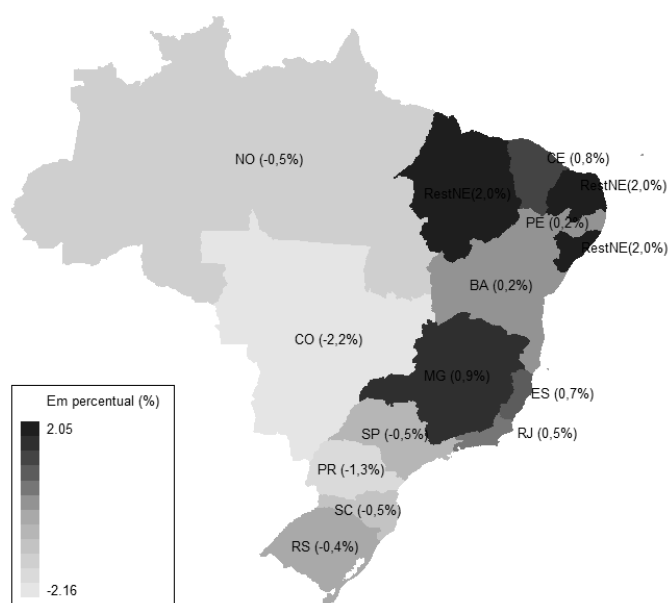 CE (0,8%)
NO (-0,5%)
RestNE(2,0%)
RestNE(2,0%)
PE (0,2%)
RestNE(2,0%)
BA (0,2%)
CO (-2,2%)
MG (0,9%)
ES (0,7%)
Em percentual (%)
2.05
SP (-0,5%)
RJ (0,5%)
PR (-1,3%)
SC (-0,5%)
RS (-0,4%)
-2.16